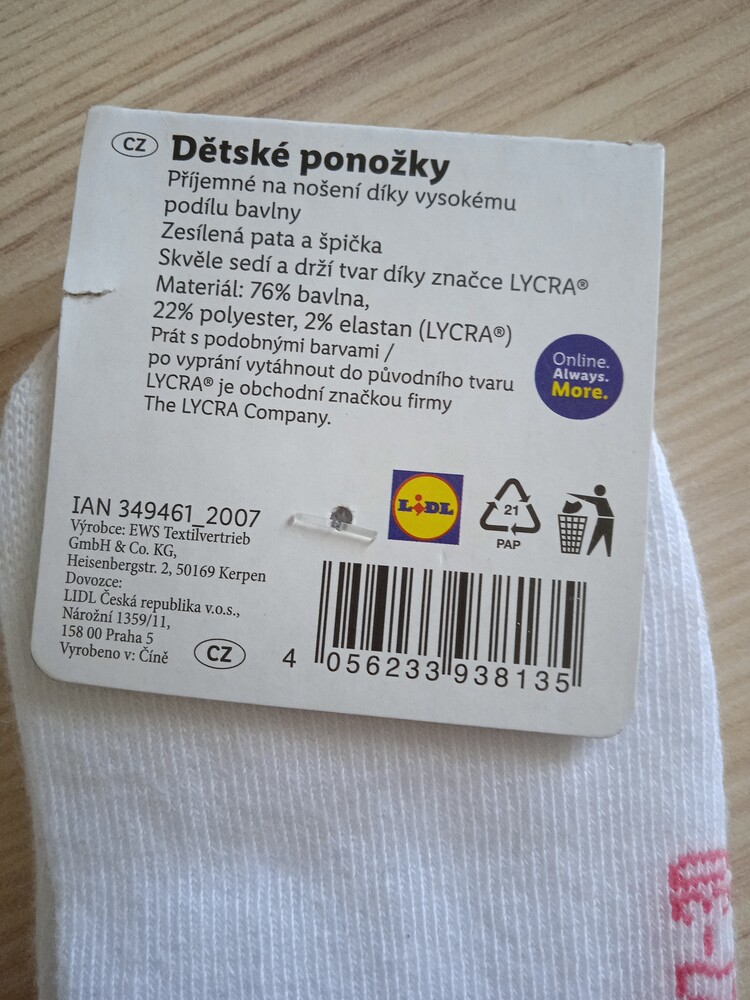 CZ Dětské ponožky
Příjemné na nošení díky vysokému
podílu bavlny
Zesílená pata a špička
Skvěle sedí a drží tvar díky značce LYCRA®
Materiál: 76% bavlna,
22% polyester, 2% elastan (LYCRA®)
Prát s podobnými barvami /
po vyprání vytáhnout do původního tvaru
LYCRA® je obchodní značkou firmy
The LYCRA Company.
Online.
Always.
More.
IAN 349461_2007
Výrobce: EWS Textilvertrieb
GmbH & Co. KG,
Heisenbergstr. 2, 50169 Kerpen
Dovozce:
LIDL Česká republika v.o.s.,
Nárožní 1359/11,
158 00 Praha 5
Vyrobeno v: Číně
CZ
LIDL
21
PAP
4 056233 938135